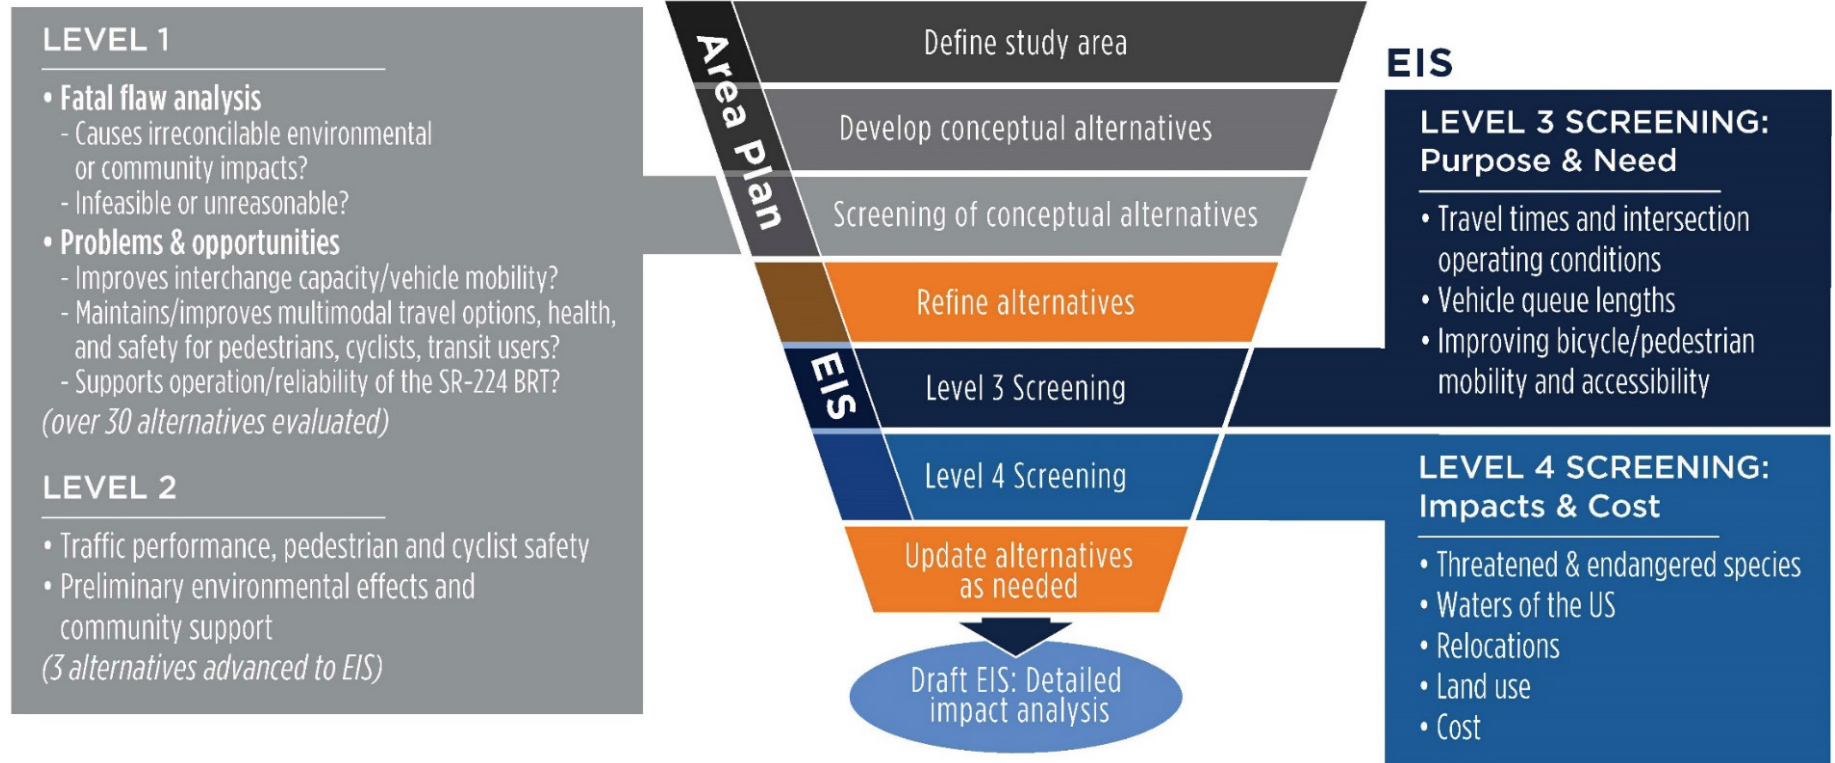 LEVEL 1
• Fatal flaw analysis
- Causes irreconcilable environmental
or community impacts?
- Infeasible or unreasonable?
• Problems & opportunities
- Improves interchange capacity/vehicle mobility?
- Maintains/improves multimodal travel options, health,
and safety for pedestrians, cyclists, transit users?
- Supports operation/reliability of the SR-224 BRT?
(over 30 alternatives evaluated)
LEVEL 2
• Traffic performance, pedestrian and cyclist safety
• Preliminary environmental effects and
community support
(3 alternatives advanced to EIS)
Area Plan
Define study area
Develop conceptual alternatives
Screening of conceptual alternatives
Refine alternatives
EIS
Level 3 Screening
Level 4 Screening
Update alternatives
as needed
Draft EIS: Detailed
impact analysis
EIS
LEVEL 3 SCREENING:
Purpose & Need
• Travel times and intersection
operating conditions
• Vehicle queue lengths
• Improving bicycle/pedestrian
mobility and accessibility
LEVEL 4 SCREENING:
Impacts & Cost
• Threatened & endangered species
• Waters of the US
• Relocations
• Land use
• Cost